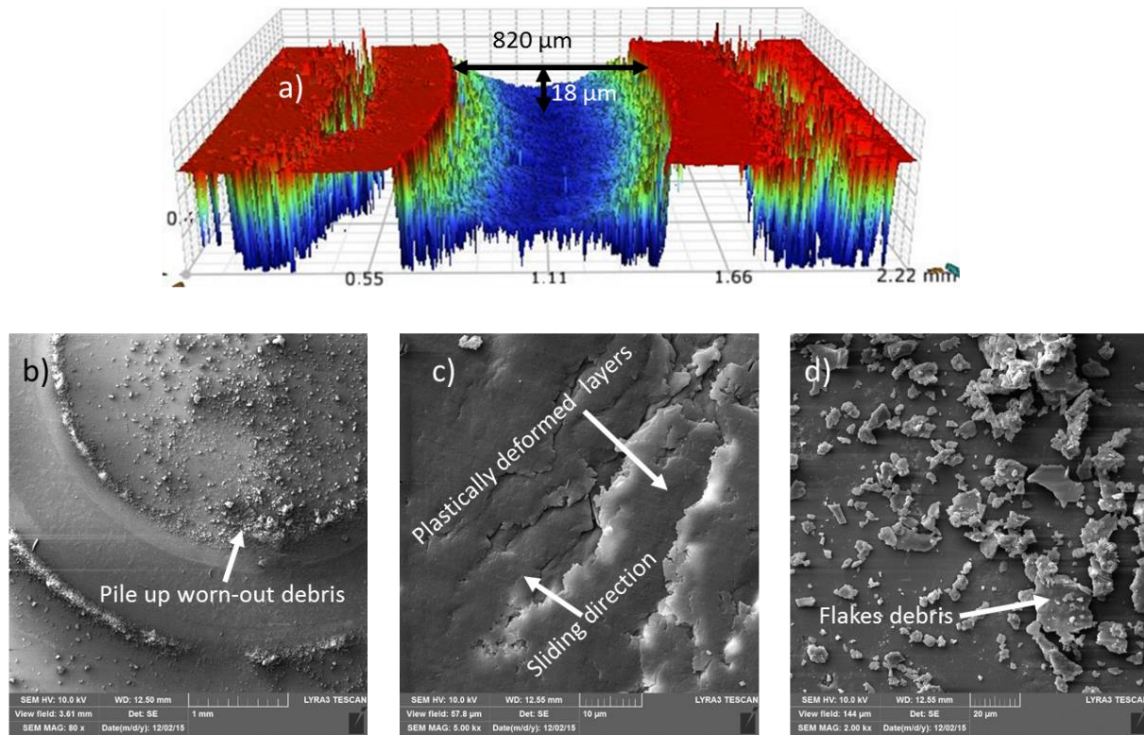 820 µm
a)
18 µm
0.55
1.11
1.66
2.22 mm
b)
Pile up worn-out debris
SEM HV: 10.0 kV WD: 12.50 mm LYRA3 TESCAN
View field: 3.61 mm Det: SE 1 mm
SEM MAG: 80 x Date(m/d/y): 12/02/15
c)
Plastically deformed layers
Sliding direction
SEM HV: 10.0 kV WD: 12.55 mm LYRA3 TESCAN
View field: 57.8 µm Det: SE 10 µm
SEM MAG: 5.00 kx Date(m/d/y): 12/02/15
d)
Flakes debris
SEM HV: 10.0 kV WD: 12.55 mm LYRA3 TESCAN
View field: 144 µm Det: SE 20 µm
SEM MAG: 2.00 kx Date(m/d/y): 12/02/15